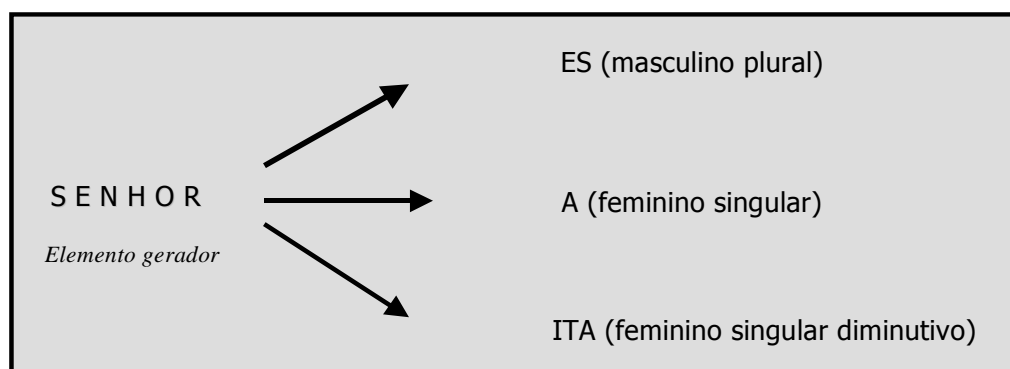 ES (masculino plural)
S E N H O R
A (feminino singular)
Elemento gerador
ITA (feminino singular diminutivo)